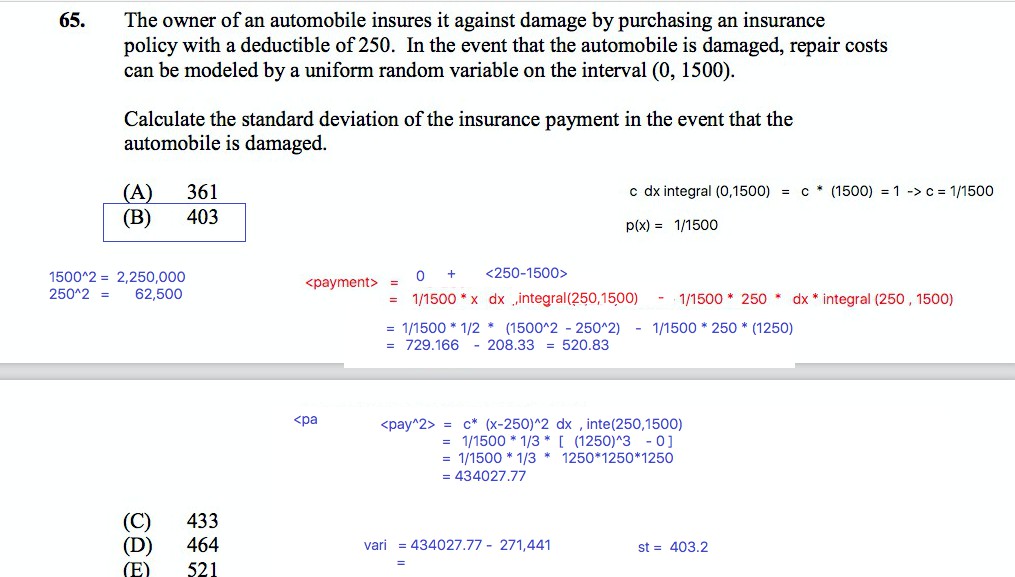 65. The owner of an automobile insures it against damage by purchasing an insurance
policy with a deductible of 250. In the event that the automobile is damaged, repair costs
can be modeled by a uniform random variable on the interval (0, 1500).
Calculate the standard deviation of the insurance payment in the event that the
automobile is damaged.
(A) 361
(B) 403
c dx integral (0,1500) = c * (1500) = 1 -> c = 1/1500
p(x) = 1/1500
1500^2 = 2,250,000
250^2 = 62,500
<payment> = 0 + <250-1500>
= 1/1500 * x dx ,integral(250,1500) - 1/1500 * 250 * dx * integral (250 , 1500)
= 1/1500 * 1/2 * (1500^2 - 250^2) - 1/1500 * 250 * (1250)
= 729.166 - 208.33 = 520.83
<pa <pay^2> = c* (x-250)^2 dx , inte(250,1500)
= 1/1500 * 1/3 * [ (1250)^3 - 0 ]
= 1/1500 * 1/3 * 1250*1250*1250
= 434027.77
(C) 433
(D) 464
(E) 521
vari = 434027.77 - 271,441
=
st = 403.2